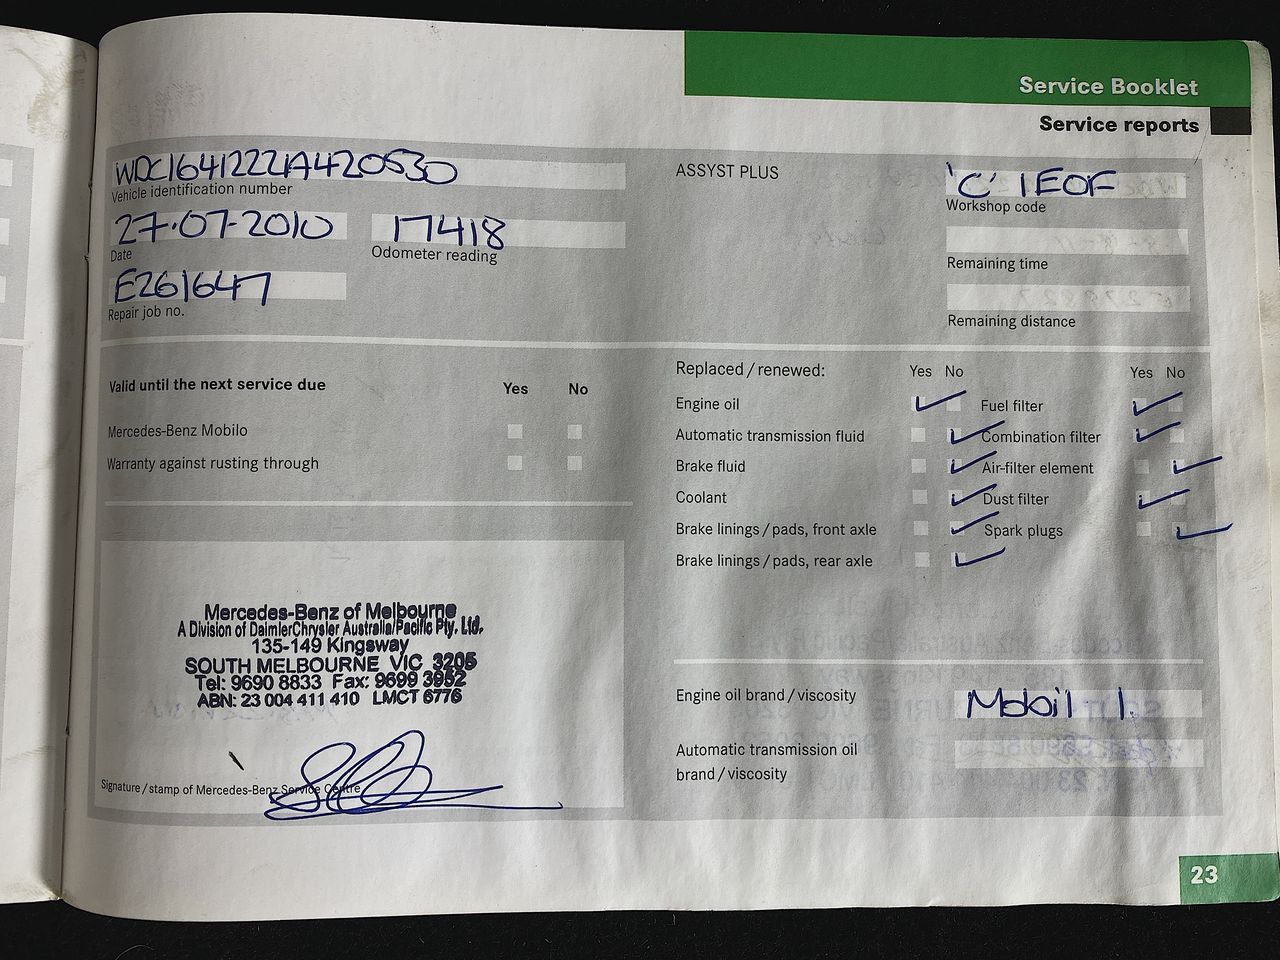 Service Booklet
Service reports
WDC1641222A420530
Vehicle identification number
27-07-2010
Date
17418
Odometer reading
E261647
Repair job no.
ASSYST PLUS
'C' 1E0F
Workshop code
Remaining time
Remaining distance
Valid until the next service due Yes No
Mercedes-Benz Mobilo
Warranty against rusting through
Replaced / renewed: Yes No Yes No
Engine oil Fuel filter
Automatic transmission fluid Combination filter
Brake fluid Air-filter element
Coolant Dust filter
Brake linings / pads, front axle Spark plugs
Brake linings / pads, rear axle
Mercedes-Benz of Melbourne
A Division of DaimlerChrysler Australia/Pacific Pty. Ltd.
135-149 Kingsway
SOUTH MELBOURNE VIC 3205
Tel: 9690 8833 Fax: 9699 3952
ABN: 23 004 411 410 LMCT 6776
Signature / stamp of Mercedes-Benz Service Centre
Engine oil brand / viscosity Mobil 1.
Automatic transmission oil
brand / viscosity
23